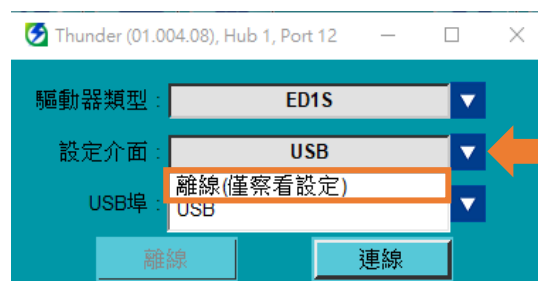 Thunder (01.004.08), Hub 1, Port 12
驅動器類型 : ED1S
設定介面 : USB
離線(僅察看設定)
USB埠 : USB
離線 連線